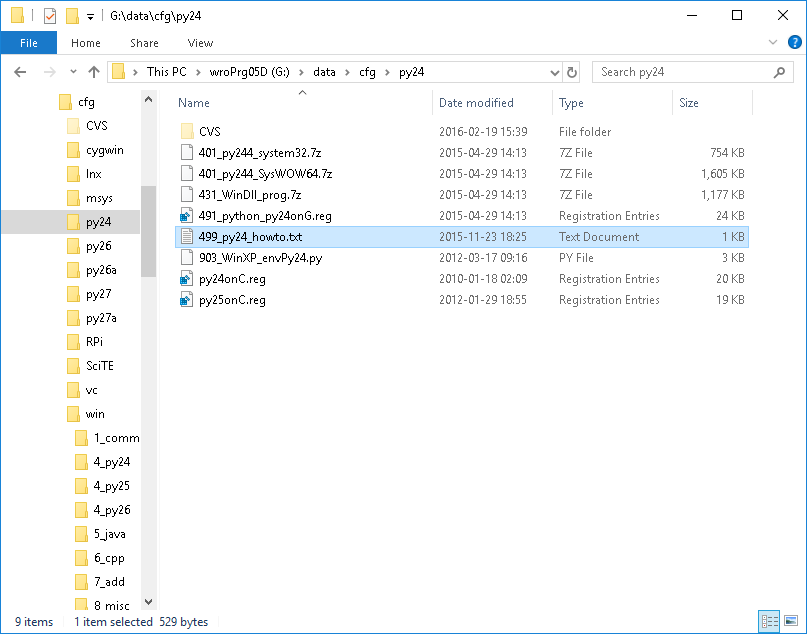 G:\data\cfg\py24
File Home Share View
This PC wroPrg05D (G:) data cfg py24 Search py24
cfg
CVS
cygwin
lnx
msys
py24
py26
py26a
py27
py27a
RPi
SciTE
vc
win
1_comm
4_py24
4_py25
4_py26
5_java
6_cpp
7_add
8_misc
Name Date modified Type Size
CVS 2016-02-19 15:39 File folder
401_py244_system32.7z 2015-04-29 14:13 7Z File 754 KB
401_py244_SysWOW64.7z 2015-04-29 14:13 7Z File 1,605 KB
431_WinDll_prog.7z 2015-04-29 14:13 7Z File 1,177 KB
491_python_py24onG.reg 2015-04-29 14:13 Registration Entries 24 KB
499_py24_howto.txt 2015-11-23 18:25 Text Document 1 KB
903_WinXP_envPy24.py 2012-03-17 09:16 PY File 3 KB
py24onC.reg 2010-01-18 02:09 Registration Entries 20 KB
py25onC.reg 2012-01-29 18:55 Registration Entries 19 KB
9 items 1 item selected 529 bytes